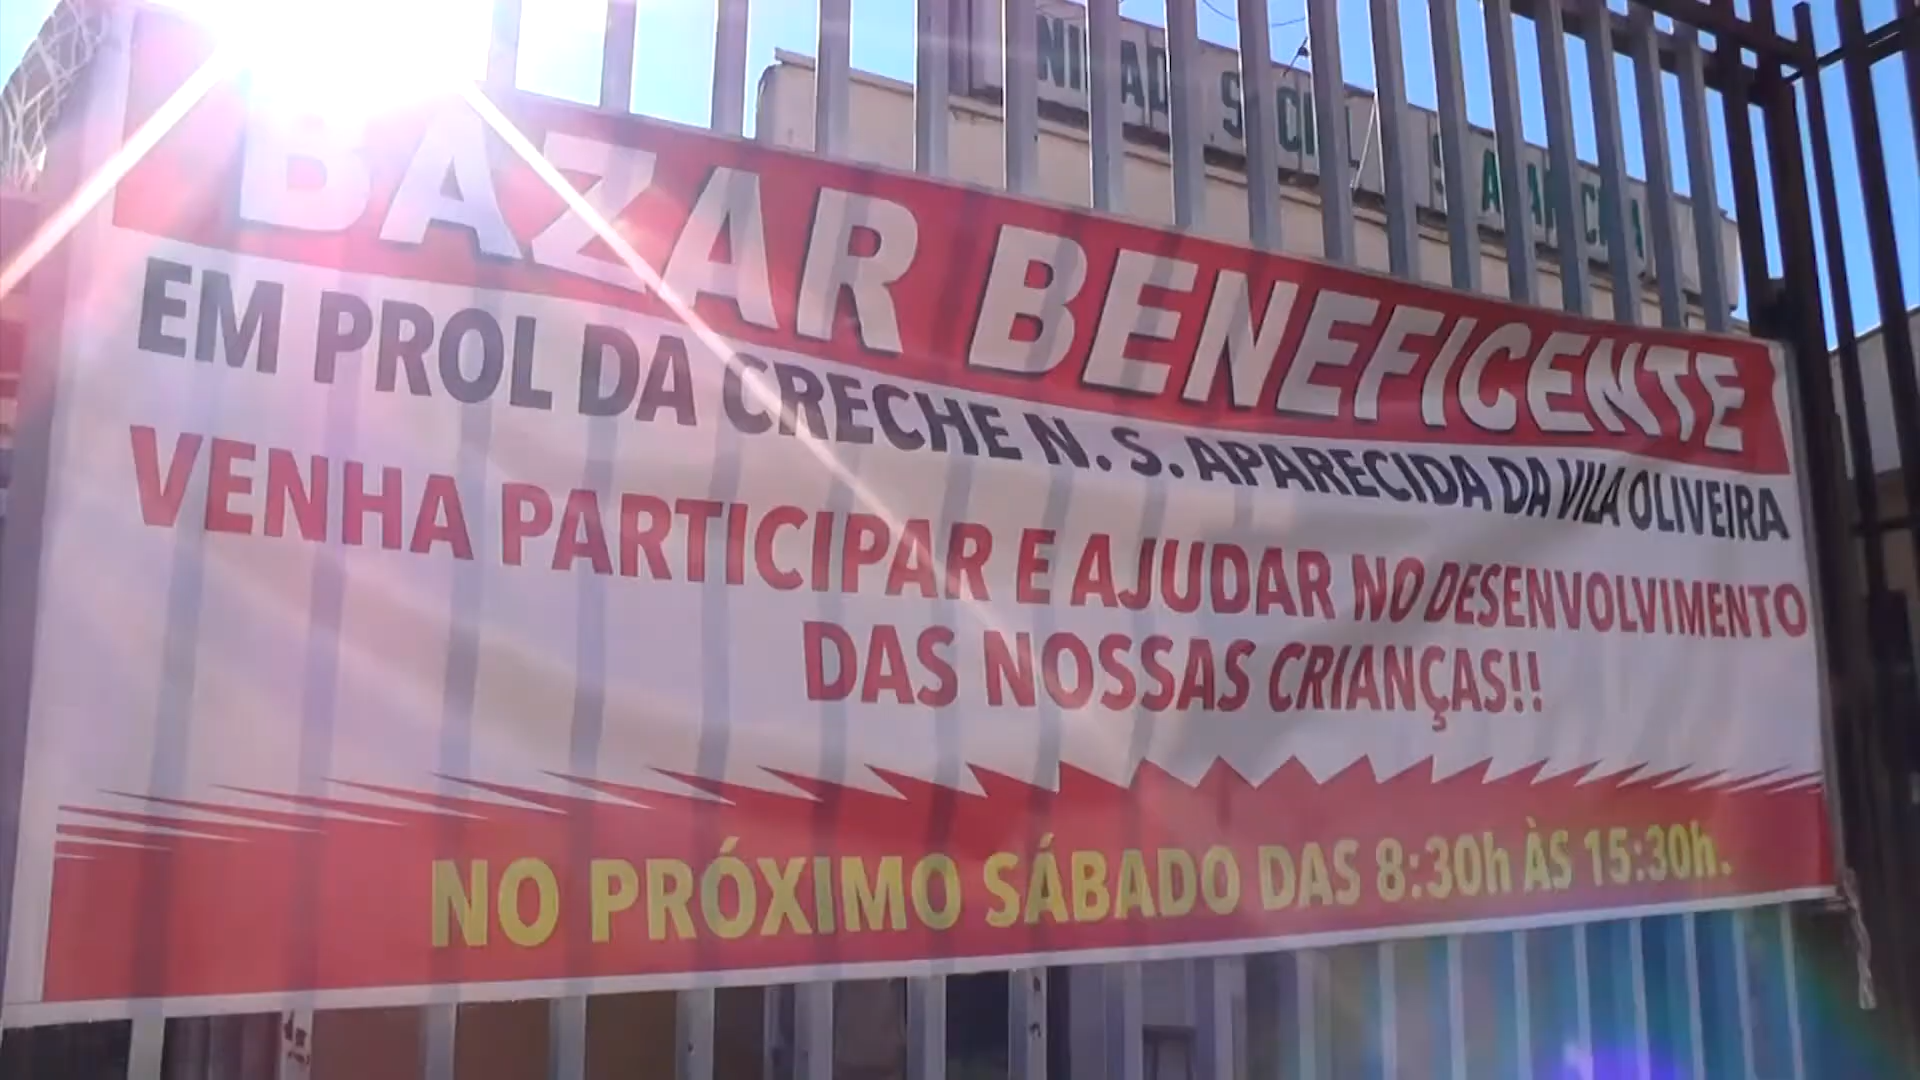 BAZAR BENEFICENTE
EM PROL DA CRECHE N. S. APARECIDA DA VILA OLIVEIRA
VENHA PARTICIPAR E AJUDAR NO DESENVOLVIMENTO
DAS NOSSAS CRIANÇAS!!
NO PRÓXIMO SÁBADO DAS 8:30h ÀS 15:30h.